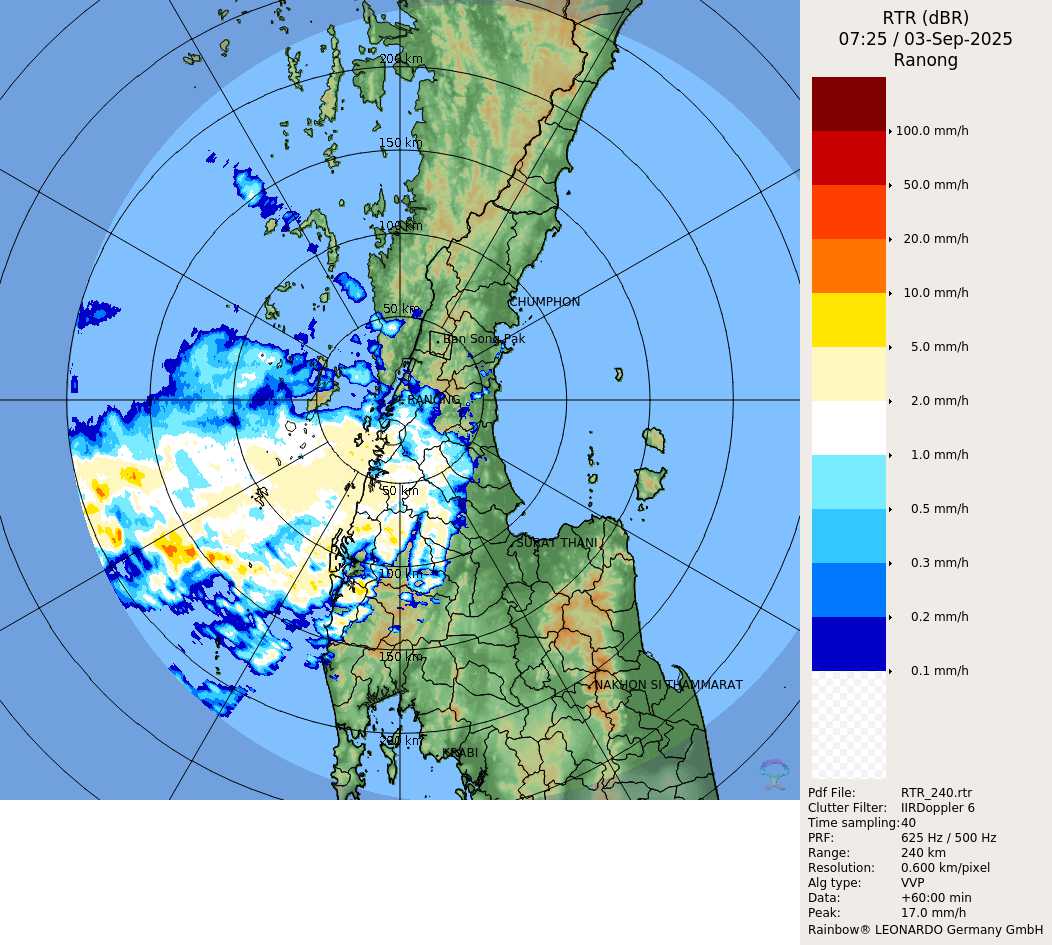 RTR (dBR)
07:25 / 03-Sep-2025
Ranong
100.0 mm/h
50.0 mm/h
20.0 mm/h
10.0 mm/h
5.0 mm/h
2.0 mm/h
1.0 mm/h
0.5 mm/h
0.3 mm/h
0.2 mm/h
0.1 mm/h
200 km
150 km
100 km
50 km
CHUMPHON
Ban Song Pak
RANONG
50 km
SURAT THANI
100 km
150 km
NAKHON SI THAMMARAT
200 km
KRABI
Pdf File: RTR_240.rtr
Clutter Filter: IIRDoppler 6
Time sampling: 40
PRF: 625 Hz / 500 Hz
Range: 240 km
Resolution: 0.600 km/pixel
Alg type: VVP
Data: +60:00 min
Peak: 17.0 mm/h
Rainbow® LEONARDO Germany GmbH